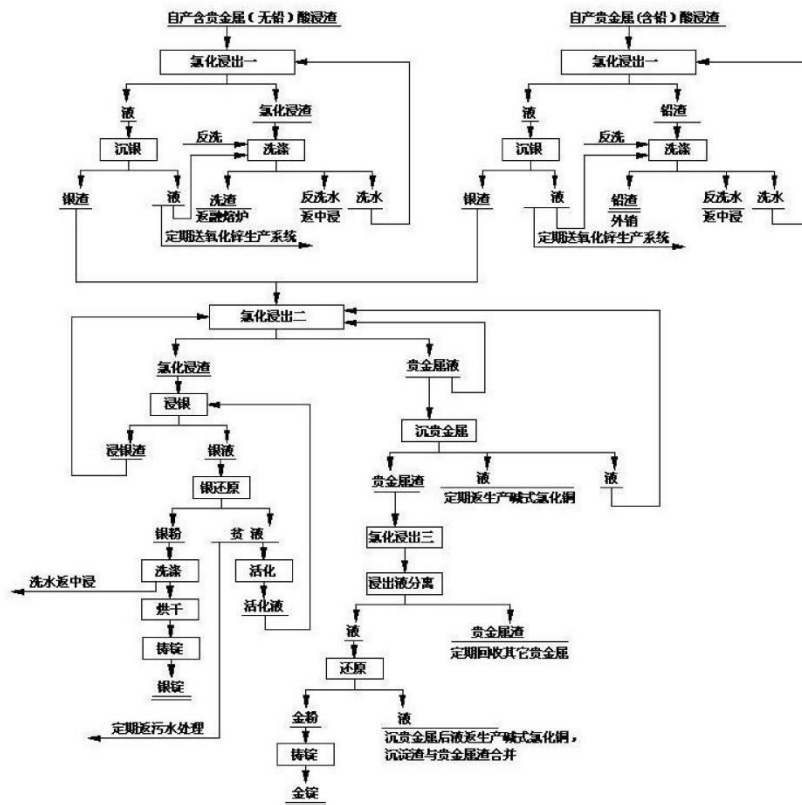 自产含贵金属(无铅)酸浸渣
自产贵金属(含铅)酸浸渣
氯化浸出一
氯化浸出一
液
氯化浸渣
液
铅渣
沉银
反洗
洗涤
沉银
反洗
洗涤
银渣
液
洗渣
反洗水
洗水
银渣
液
铅渣
反洗水
洗水
返融熔炉
返中浸
外销
返中浸
定期送氧化锌生产系统
定期送氧化锌生产系统
氯化浸出二
氯化浸渣
贵金属液
浸银
沉贵金属
浸银渣
银液
贵金属渣
液
液
定期返生产碱式氯化铜
银还原
氯化浸出三
银粉
贫 液
洗涤
活化
浸出液分离
洗水返中浸
烘干
活化液
液
贵金属渣
定期回收其它贵金属
铸锭
还原
银锭
金粉
液
定期返污水处理
沉贵金属后液返生产碱式氯化铜,
沉淀渣与贵金属渣合并
铸锭
金锭